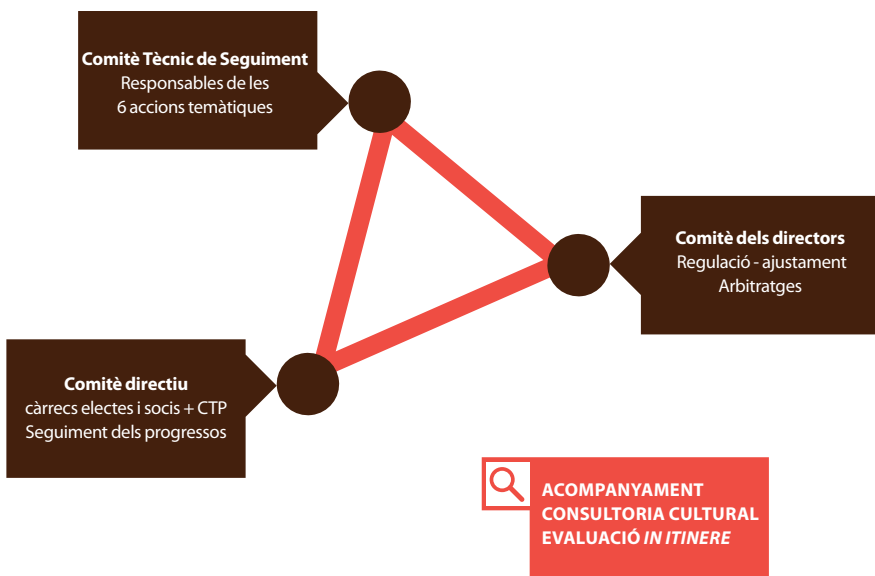 Comitè Tècnic de Seguiment
Responsables de les
6 accions temàtiques
Comitè dels directors
Regulació - ajustament
Arbitratges
Comitè directiu
càrrecs electes i socis + CTP
Seguiment dels progressos
ACOMPANYAMENT
CONSULTORIA CULTURAL
EVALUACIÓ IN ITINERE